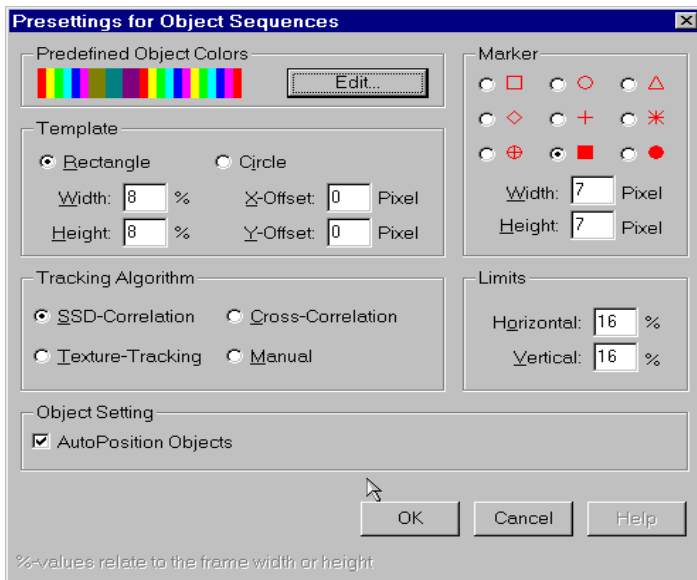 Presettings for Object Sequences
Predefined Object Colors
Edit...
Marker
Width: 7 Pixel
Height: 7 Pixel
Template
Rectangle
Circle
Width: 8 % X-Offset: 0 Pixel
Height: 8 % Y-Offset: 0 Pixel
Tracking Algorithm
SSD-Correlation
Cross-Correlation
Texture-Tracking
Manual
Limits
Horizontal: 16 %
Vertical: 16 %
Object Setting
AutoPosition Objects
OK
Cancel
Help
%-values relate to the frame width or height